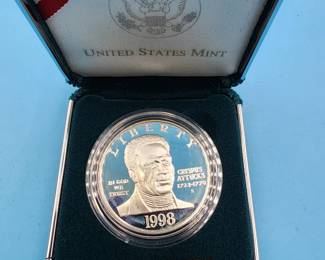 UNITED STATES MINT
LIBERTY
IN GOD
WE
TRUST
CRISPUS
ATTUCKS
1723-1770
S
1998